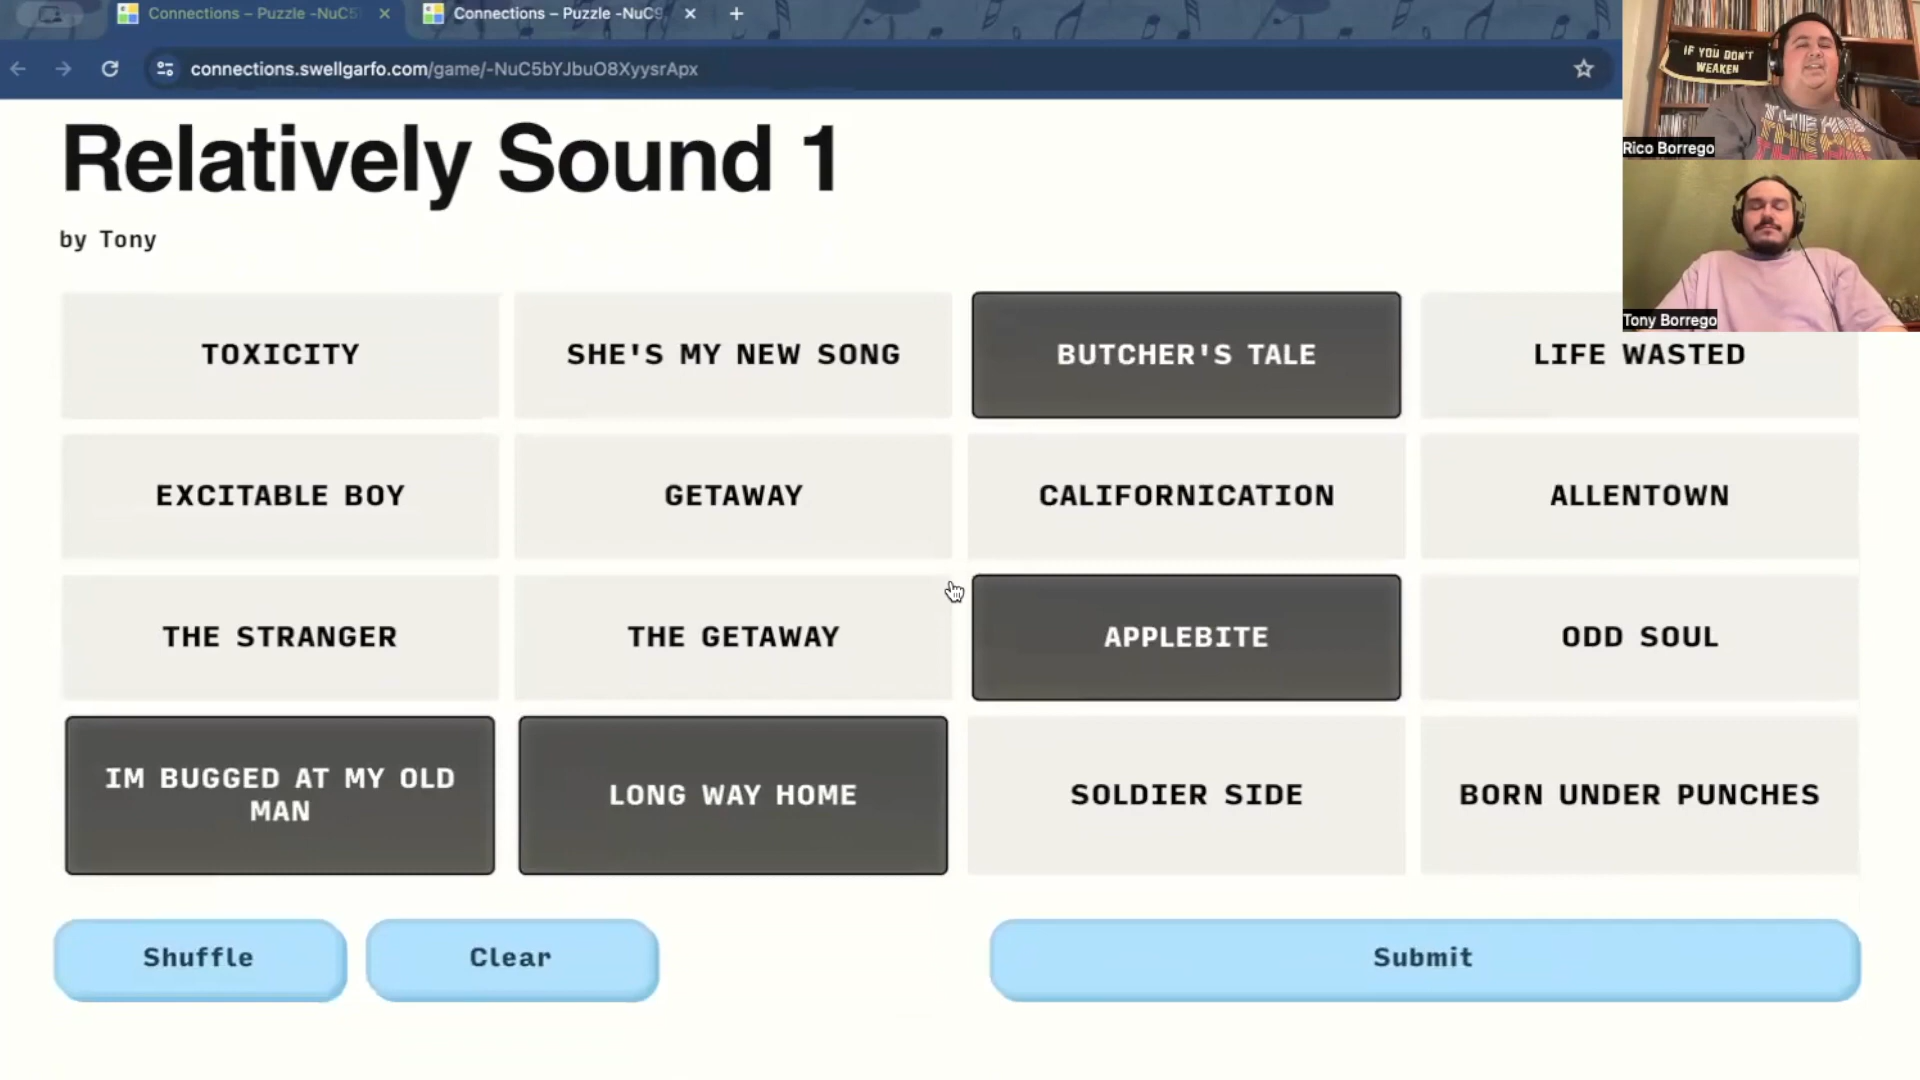 Connections – Puzzle -NuC5
Connections – Puzzle -NuC9
connections.swellgarfo.com/game/-NuC5bYJbuO8XyysrApx
IF YOU DON'T
WEAKEN
Rico Borrego
Tony Borrego
Relatively Sound 1
by Tony
TOXICITY
SHE'S MY NEW SONG
BUTCHER'S TALE
LIFE WASTED
EXCITABLE BOY
GETAWAY
CALIFORNICATION
ALLENTOWN
THE STRANGER
THE GETAWAY
APPLEBITE
ODD SOUL
IM BUGGED AT MY OLD
MAN
LONG WAY HOME
SOLDIER SIDE
BORN UNDER PUNCHES
Shuffle
Clear
Submit